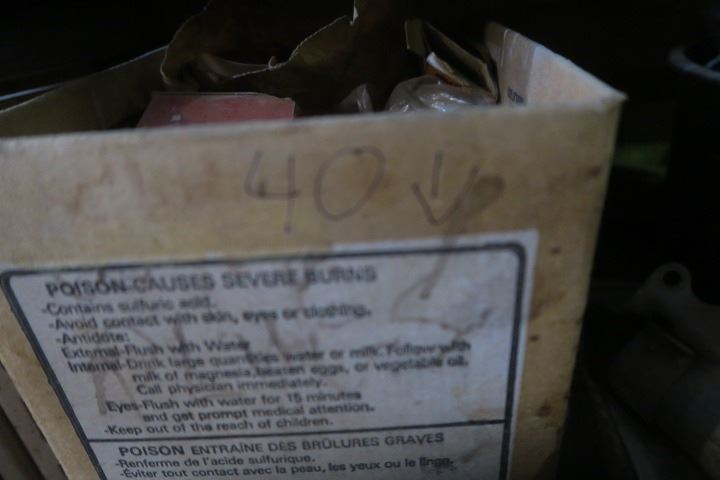 40 V
POISON-CAUSES SEVERE BURNS
-Contains sulfuric acid.
-Avoid contact with skin, eyes or clothing.
-Antidote:
External-Flush with Water
Internal-Drink large quantities water or milk. Follow with
milk of magnesia, beaten eggs, or vegetable oil.
Call physician immediately.
Eyes-Flush with water for 15 minutes
and get prompt medical attention.
-Keep out of the reach of children.
POISON ENTRAÎNE DES BRÛLURES GRAVES
-Renferme de l'acide sulfurique.
-Éviter tout contact avec la peau, les yeux ou le linge.